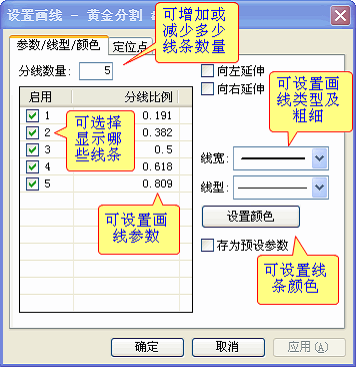 设置画线 - 黄金分割
可增加或
减少多少
线条数量
参数/线型/颜色
定位点
分线数量: 5
向左延伸
向右延伸
可设置画
线类型及
粗细
启用 分线比例
1 0.191
2 0.382
3 0.5
4 0.618
5 0.809
可选择
显示哪
些线条
线宽:
线型:
可设置画
线参数
设置颜色
存为预设参数
可设置线
条颜色
确定
取消
应用(A)